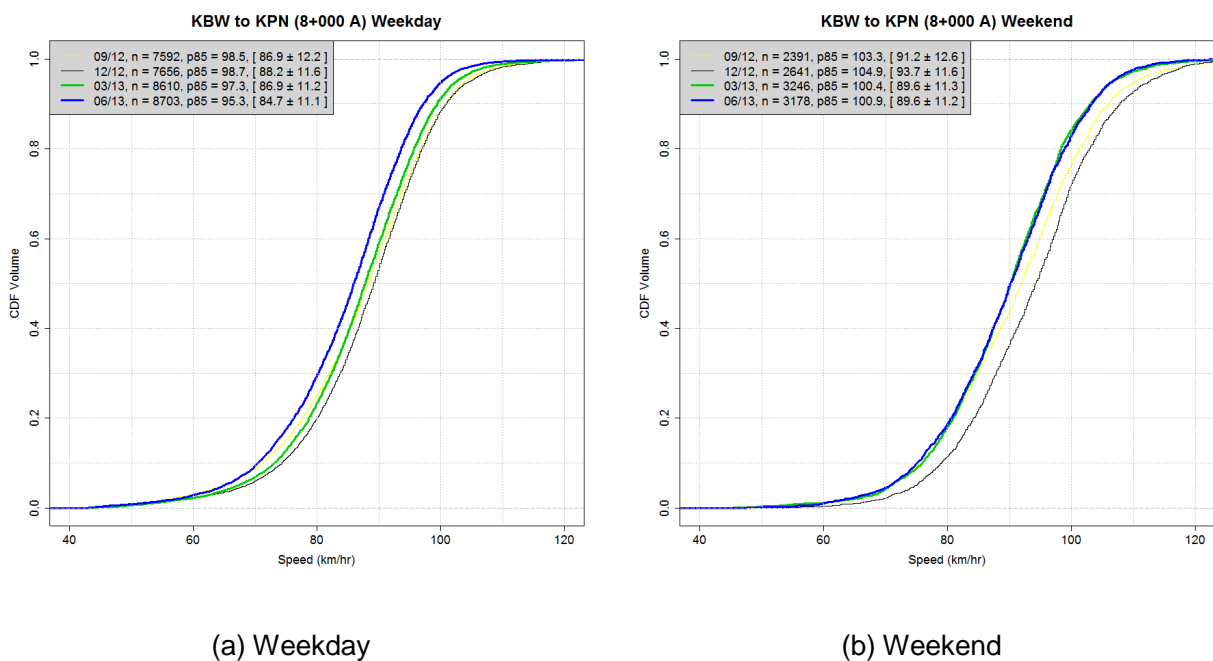 KBW to KPN (8+000 A) Weekday
09/12, n = 7592, p85 = 98.5, [ 86.9 ± 12.2 ]
12/12, n = 7656, p85 = 98.7, [ 88.2 ± 11.6 ]
03/13, n = 8610, p85 = 97.3, [ 86.9 ± 11.2 ]
06/13, n = 8703, p85 = 95.3, [ 84.7 ± 11.1 ]
CDF Volume
1.0
0.8
0.6
0.4
0.2
0.0
40 60 80 100 120
Speed (km/hr)
(a) Weekday
KBW to KPN (8+000 A) Weekend
09/12, n = 2391, p85 = 103.3, [ 91.2 ± 12.6 ]
12/12, n = 2641, p85 = 104.9, [ 93.7 ± 11.6 ]
03/13, n = 3246, p85 = 100.4, [ 89.6 ± 11.3 ]
06/13, n = 3178, p85 = 100.9, [ 89.6 ± 11.2 ]
CDF Volume
1.0
0.8
0.6
0.4
0.2
0.0
40 60 80 100 120
Speed (km/hr)
(b) Weekend